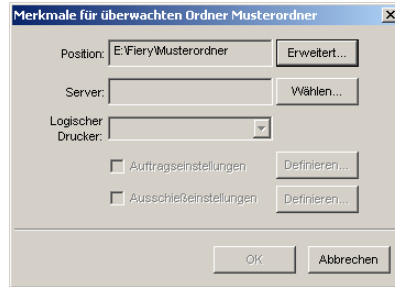 Merkmale für überwachten Ordner Musterordner
Position: E:\Fiery\Musterordner Erweitert...
Server: Wählen...
Logischer
Drucker:
Auftragseinstellungen Definieren...
Ausschießeinstellungen Definieren...
OK Abbrechen